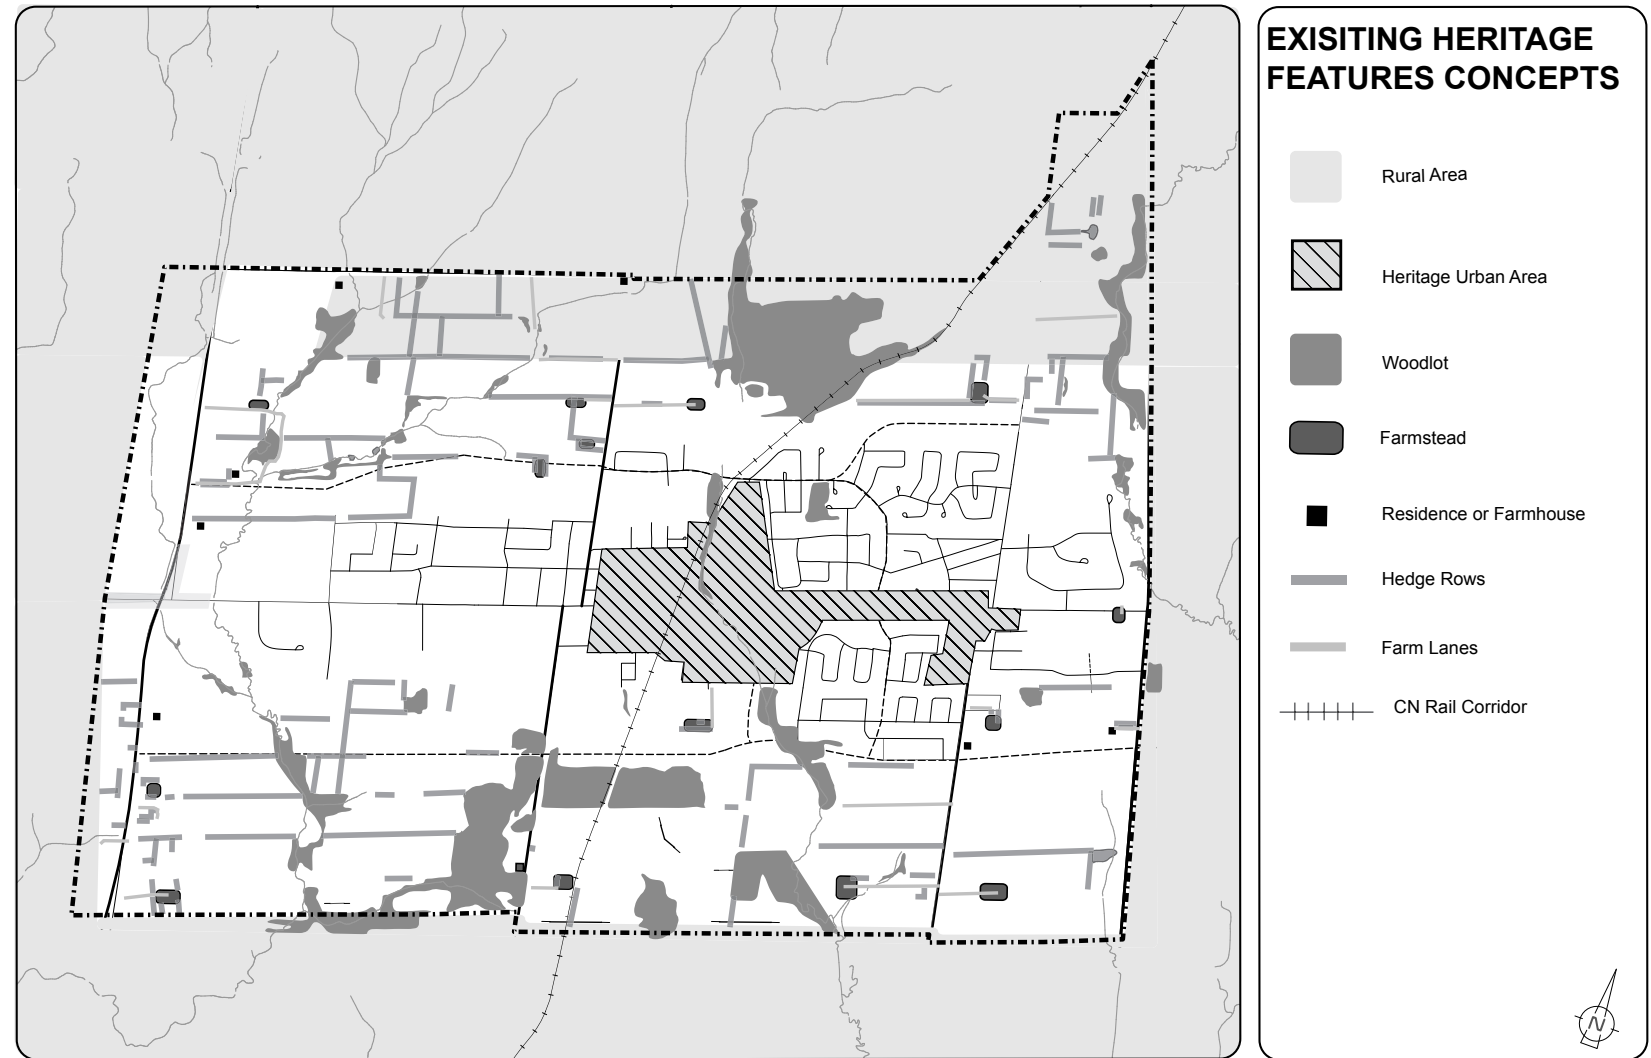 EXISITING HERITAGE
FEATURES CONCEPTS
Rural Area
Heritage Urban Area
Woodlot
Farmstead
Residence or Farmhouse
Hedge Rows
Farm Lanes
CN Rail Corridor
N